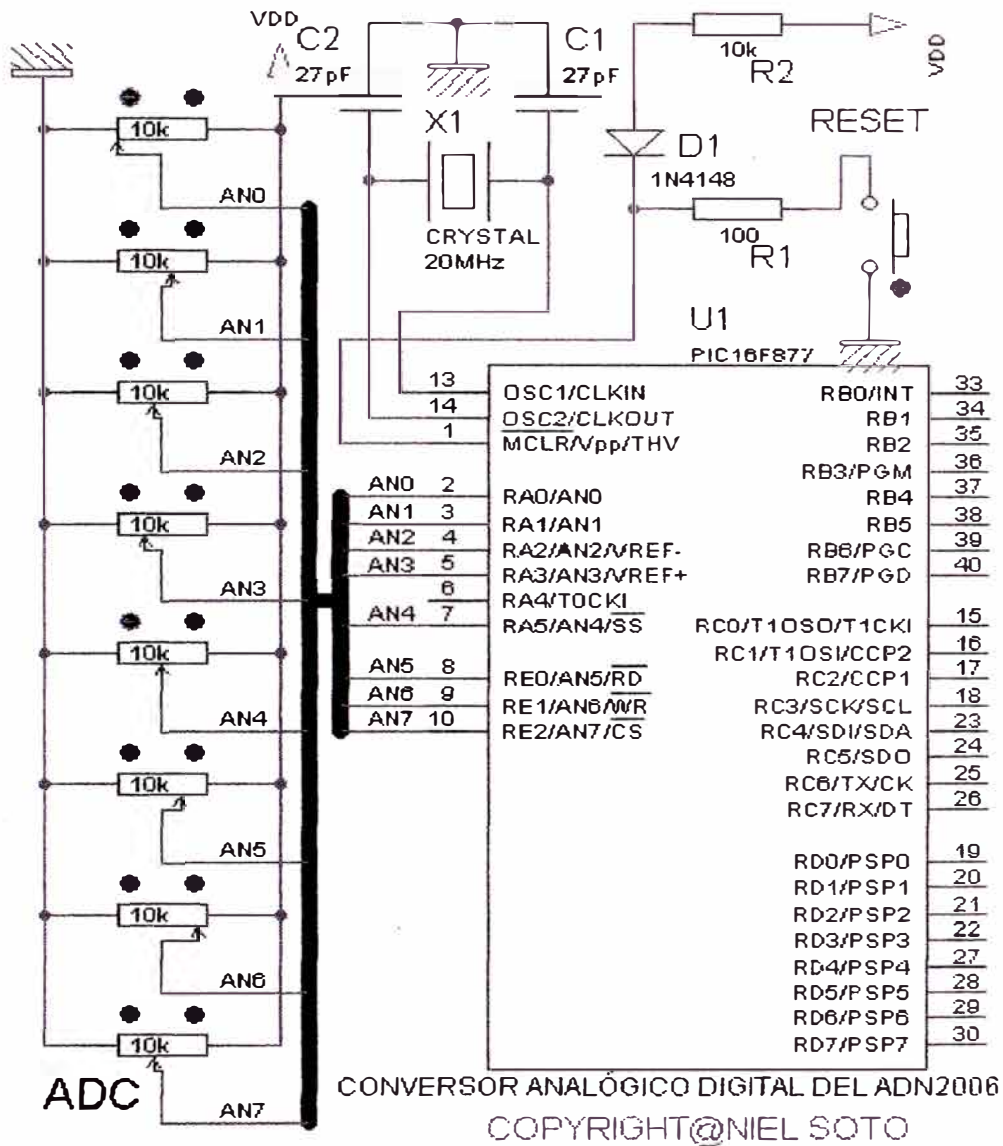 VDD
C2
27pF
C1
27pF
10k
R2
VDD
X1
CRYSTAL
20MHz
D1
1N4148
RESET
100
R1
10k
AN0
10k
AN1
10k
AN2
10k
AN3
10k
AN4
10k
AN5
10k
AN6
10k
AN7
ADC
U1
PIC16F877
13 OSC1/CLKIN
14 OSC2/CLKOUT
1 MCLR/Vpp/THV
AN0 2 RA0/AN0
AN1 3 RA1/AN1
AN2 4 RA2/AN2/VREF-
AN3 5 RA3/AN3/VREF+
6 RA4/T0CKI
AN4 7 RA5/AN4/SS
AN5 8 RE0/AN5/RD
AN6 9 RE1/AN6/WR
AN7 10 RE2/AN7/CS
RB0/INT 33
RB1 34
RB2 35
RB3/PGM 36
RB4 37
RB5 38
RB6/PGC 39
RB7/PGD 40
RC0/T1OSO/T1CKI 15
RC1/T1OSI/CCP2 16
RC2/CCP1 17
RC3/SCK/SCL 18
RC4/SDI/SDA 23
RC5/SDO 24
RC6/TX/CK 25
RC7/RX/DT 26
RD0/PSP0 19
RD1/PSP1 20
RD2/PSP2 21
RD3/PSP3 22
RD4/PSP4 27
RD5/PSP5 28
RD6/PSP6 29
RD7/PSP7 30
CONVERSOR ANALÓGICO DIGITAL DEL ADN2006
COPYRIGHT@NIEL SOTO